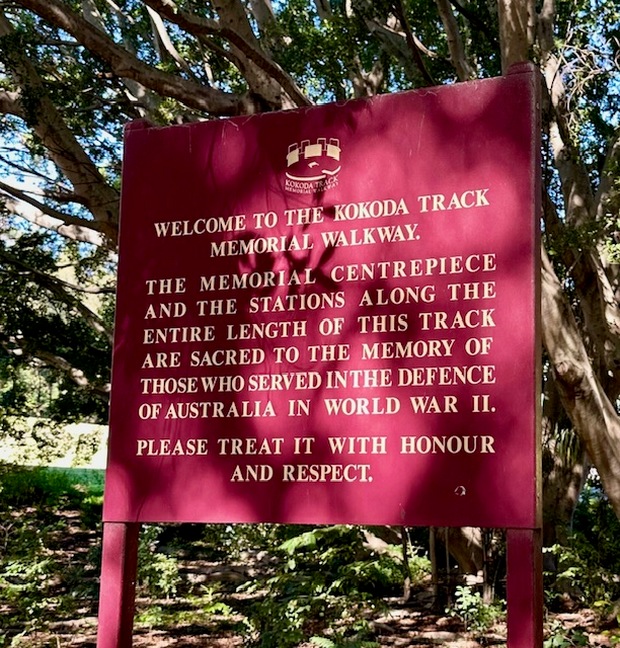 KOKODA TRACK
MEMORIAL WALKWAY
WELCOME TO THE KOKODA TRACK
MEMORIAL WALKWAY.
THE MEMORIAL CENTREPIECE
AND THE STATIONS ALONG THE
ENTIRE LENGTH OF THIS TRACK
ARE SACRED TO THE MEMORY OF
THOSE WHO SERVED IN THE DEFENCE
OF AUSTRALIA IN WORLD WAR II.
PLEASE TREAT IT WITH HONOUR
AND RESPECT.